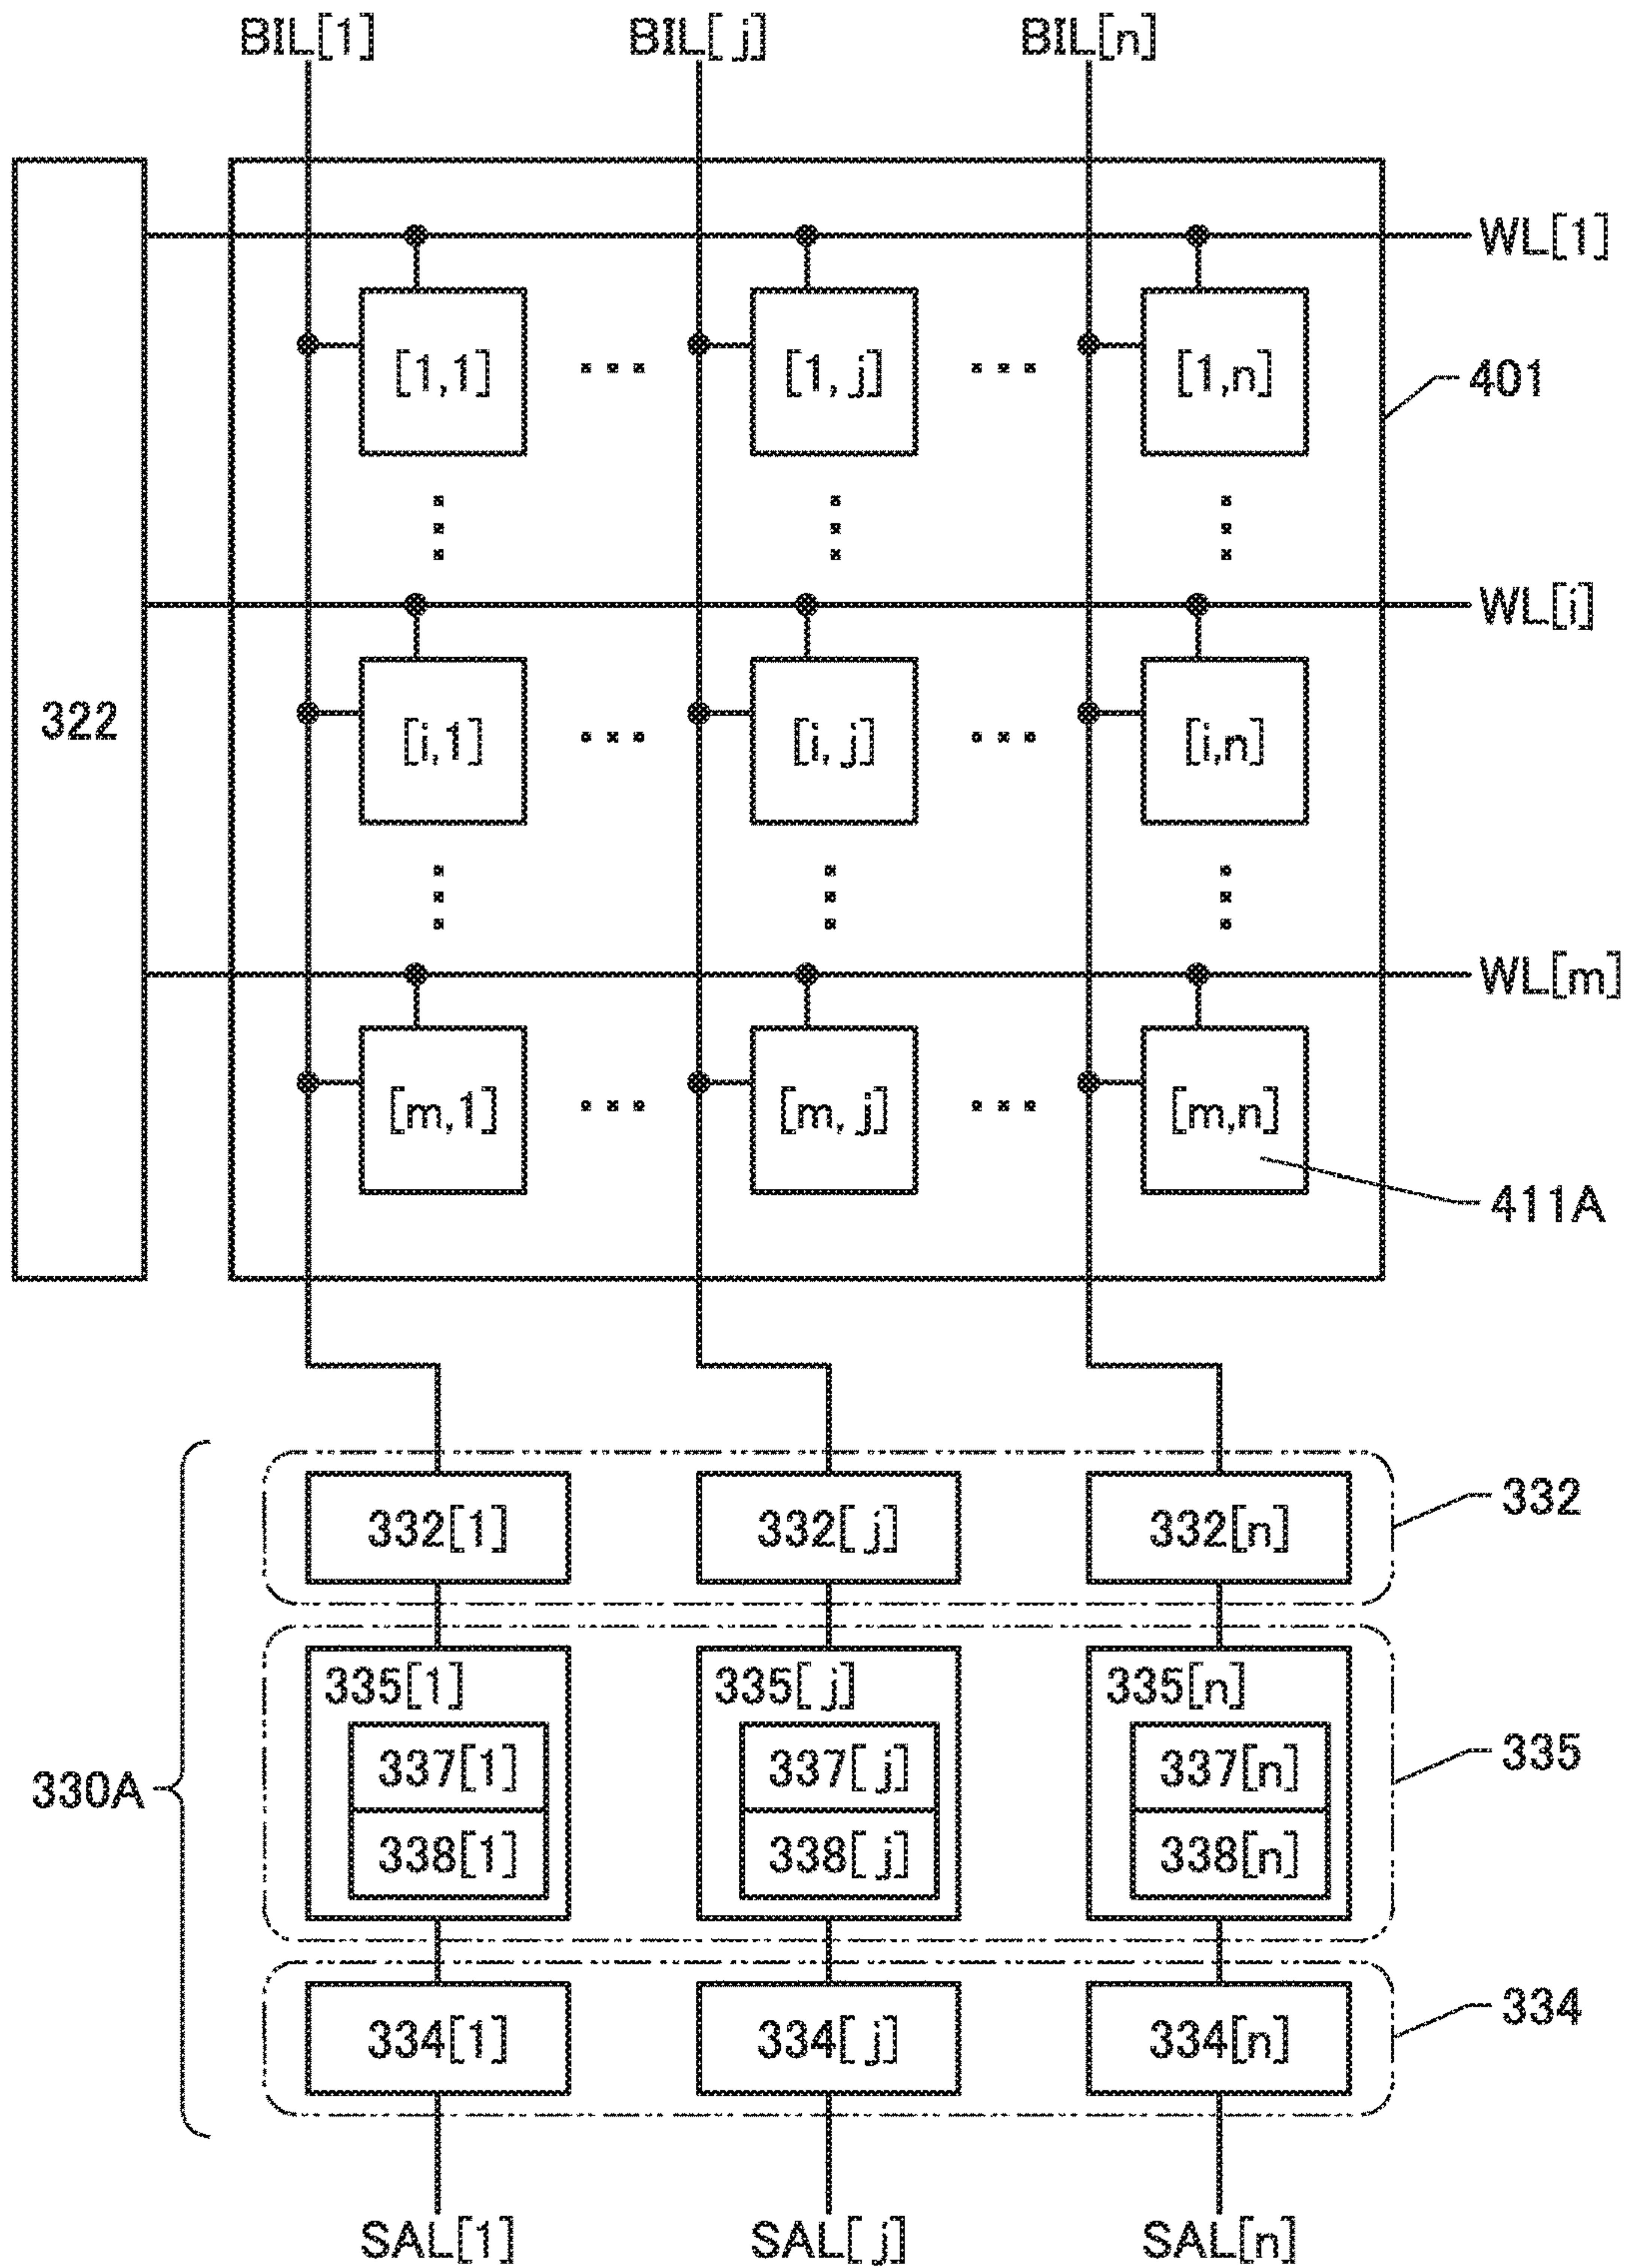 BIL[1] BIL[j] BIL[n]
WL[1]
[1,1] ··· [1,j] ··· [1,n]
401
WL[i]
322
[i,1] ··· [i,j] ··· [i,n]
WL[m]
[m,1] ··· [m,j] ··· [m,n]
411A
332[1] 332[j] 332[n]
332
335[1] 335[j] 335[n]
337[1] 337[j] 337[n]
335
330A
338[1] 338[j] 338[n]
334
334[1] 334[j] 334[n]
SAL[1] SAL[j] SAL[n]